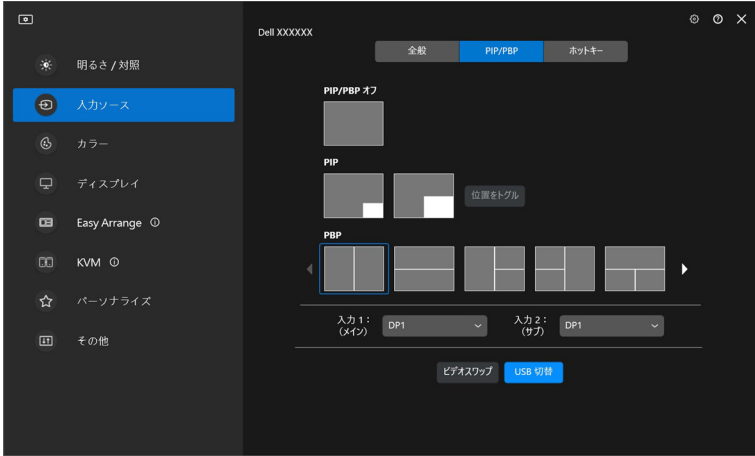 Dell XXXXXX
明るさ / 対照
入力ソース
カラー
ディスプレイ
Easy Arrange
KVM
パーソナライズ
その他
全般
PIP/PBP
ホットキー
PIP/PBP オフ
PIP
位置をトグル
PBP
入力 1：
（メイン）
DP1
入力 2：
（サブ）
DP1
ビデオスワップ
USB 切替